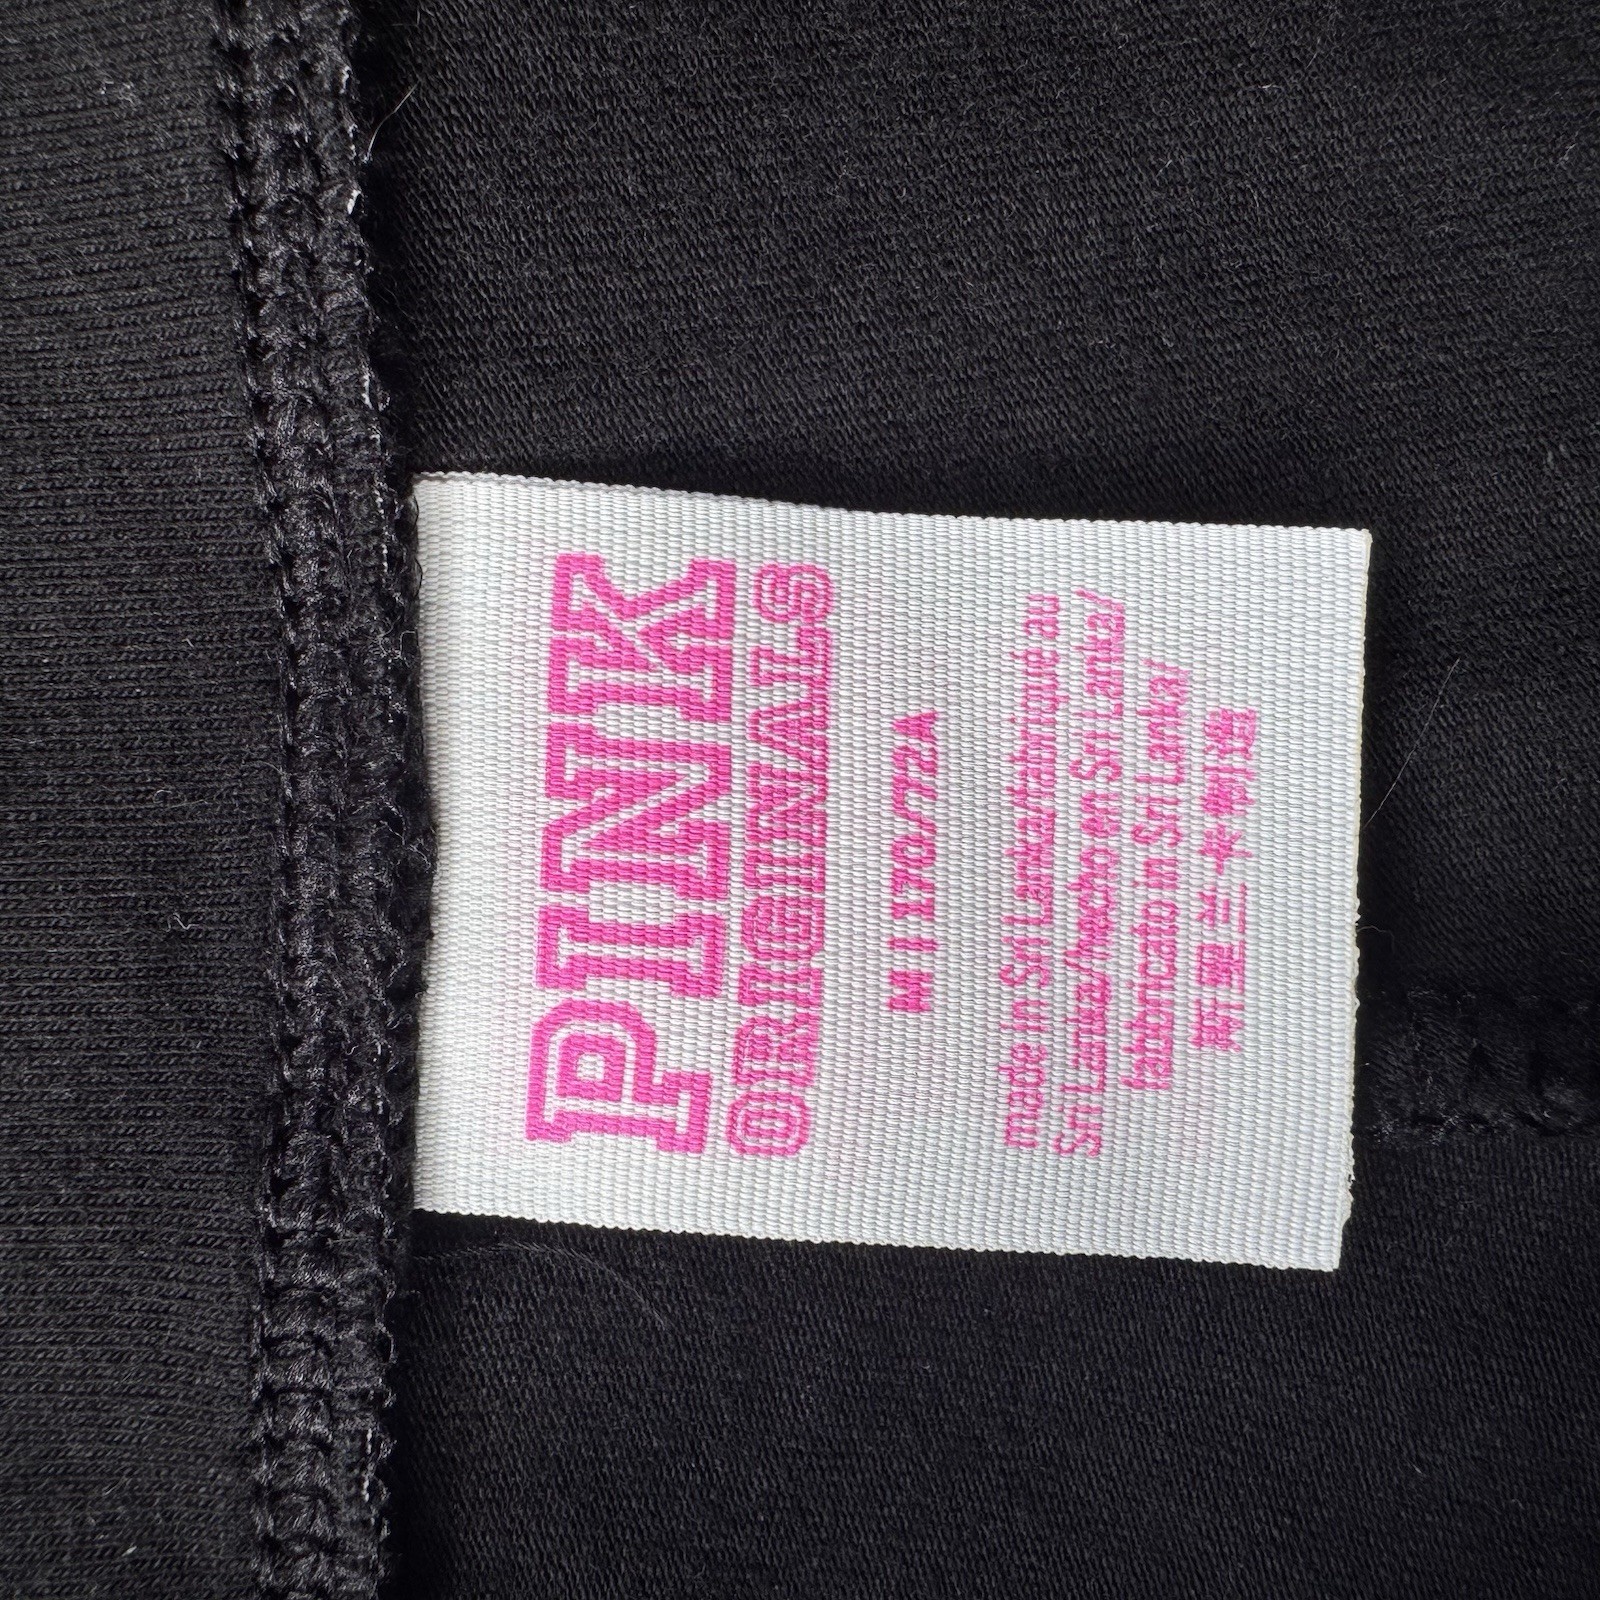 PINK
ORIGINALS
M | 170/72A
made in Sri Lanka/fabriqué au
Sri Lanka/hecho en Sri Lanka/
fabricato in Sri Lanka/
斯里兰卡制造